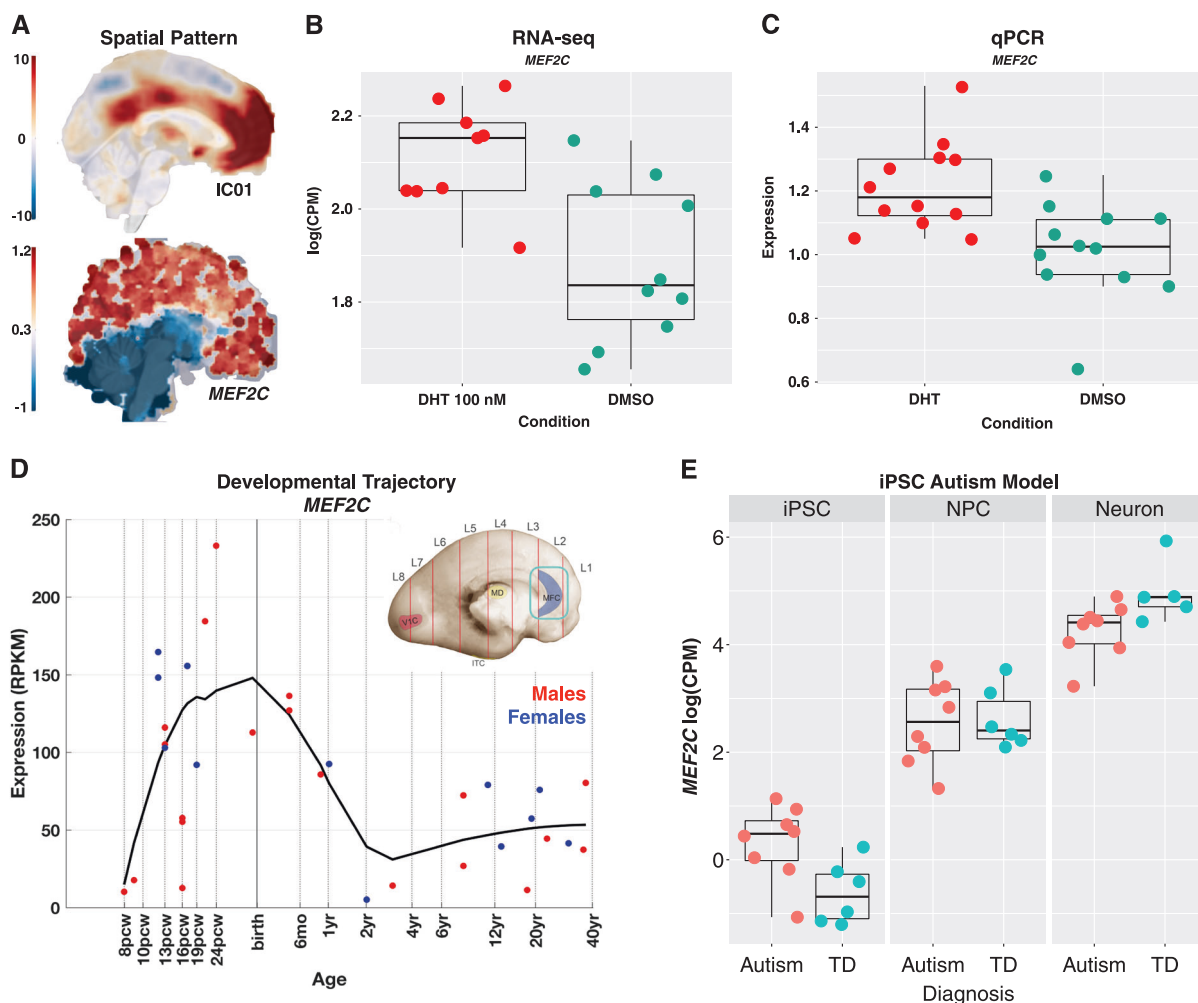 A
Spatial Pattern
10
0
-10
IC01
1.2
0.3
-1
MEF2C
B
RNA-seq
MEF2C
log(CPM)
2.2
2.0
1.8
DHT 100 nM
DMSO
Condition
C
qPCR
MEF2C
Expression
1.4
1.2
1.0
0.8
0.6
DHT
DMSO
Condition
D
Developmental Trajectory
MEF2C
Expression (RPKM)
250
200
150
100
50
0
L8
L7
L6
L5
L4
L3
L2
L1
V1C
MD
MFC
ITC
Males
Females
8pcw
10pcw
13pcw
16pcw
19pcw
24pcw
birth
6mo
1yr
2yr
4yr
6yr
12yr
20yr
40yr
Age
E
iPSC Autism Model
iPSC
NPC
Neuron
MEF2C log(CPM)
6
4
2
0
Autism
TD
Autism
TD
Autism
TD
Diagnosis